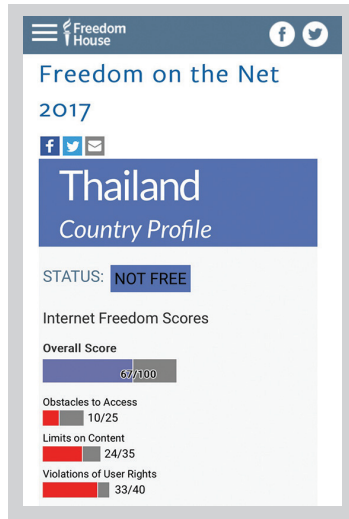 Freedom
House
Freedom on the Net
2017
Thailand
Country Profile
STATUS: NOT FREE
Internet Freedom Scores
Overall Score
67/100
Obstacles to Access
10/25
Limits on Content
24/35
Violations of User Rights
33/40